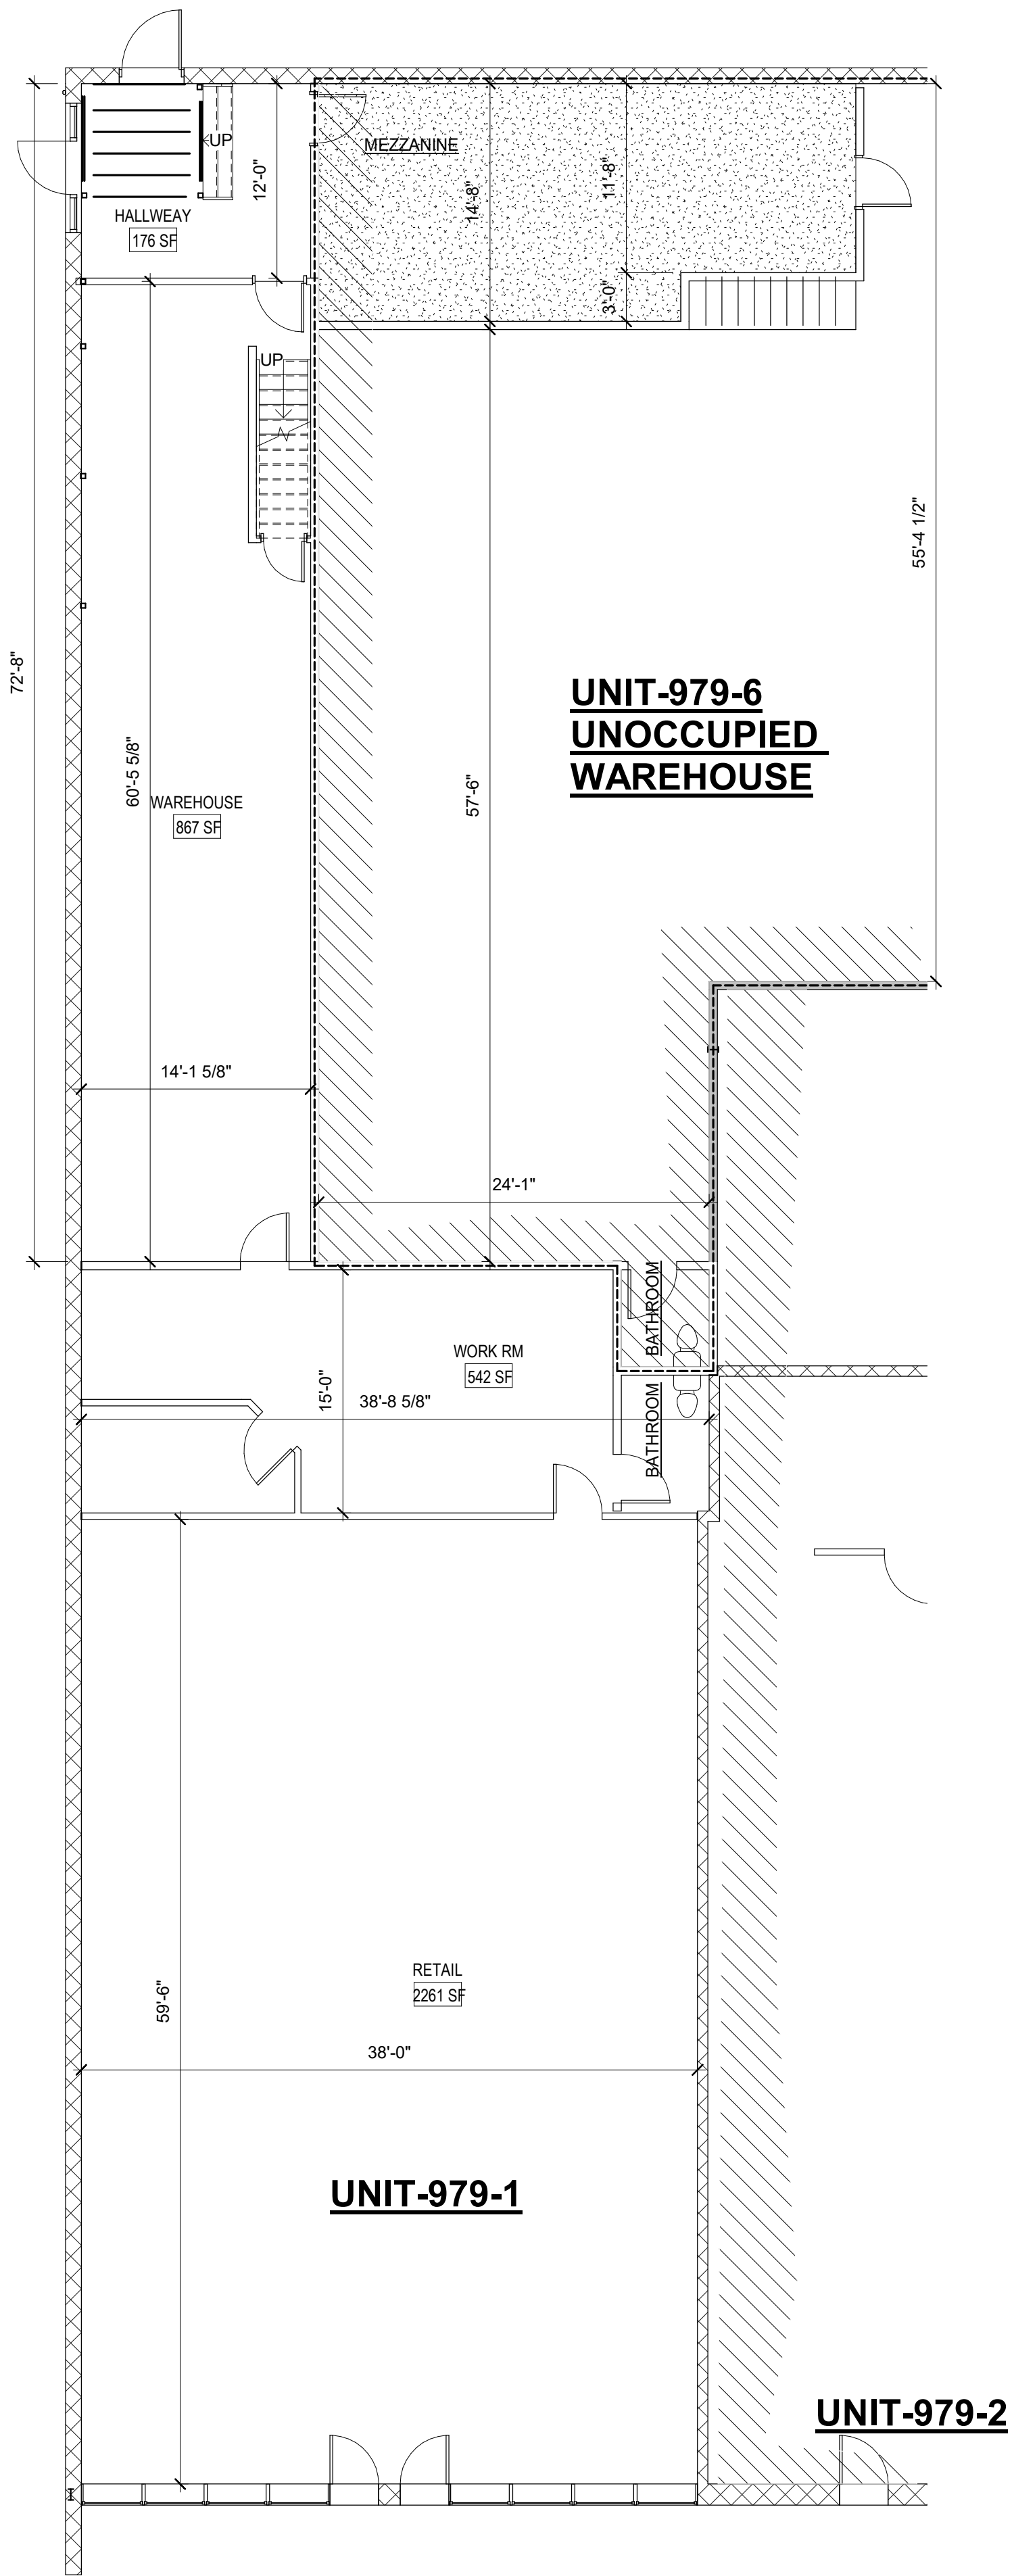 UP
MEZZANINE
12'-0"
14'-8"
11'-8"
HALLWEAY
176 SF
3'-0"
UP
55'-4 1/2"
72'-8"
UNIT-979-6
UNOCCUPIED
WAREHOUSE
60'-5 5/8"
57'-6"
WAREHOUSE
867 SF
14'-1 5/8"
24'-1"
BATHROOM
WORK RM
542 SF
15'-0"
38'-8 5/8"
BATHROOM
RETAIL
2261 SF
59'-6"
38'-0"
UNIT-979-1
UNIT-979-2